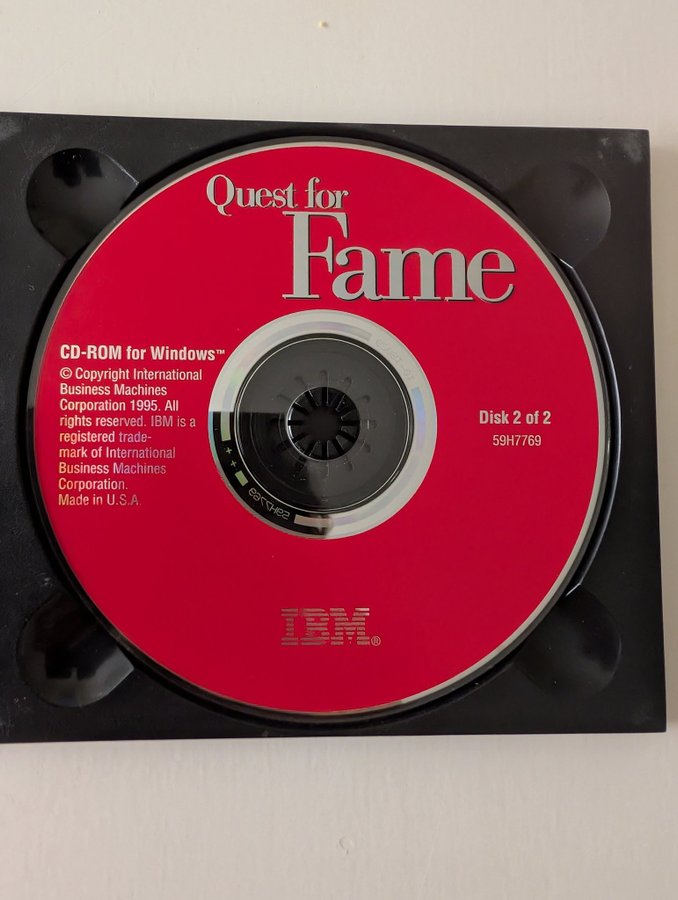 Quest for
Fame
CD-ROM for Windows™
© Copyright International
Business Machines
Corporation 1995. All
rights reserved. IBM is a
registered trade-
mark of International
Business Machines
Corporation.
Made in U.S.A.
Disk 2 of 2
59H7769
59H7769
IBM®